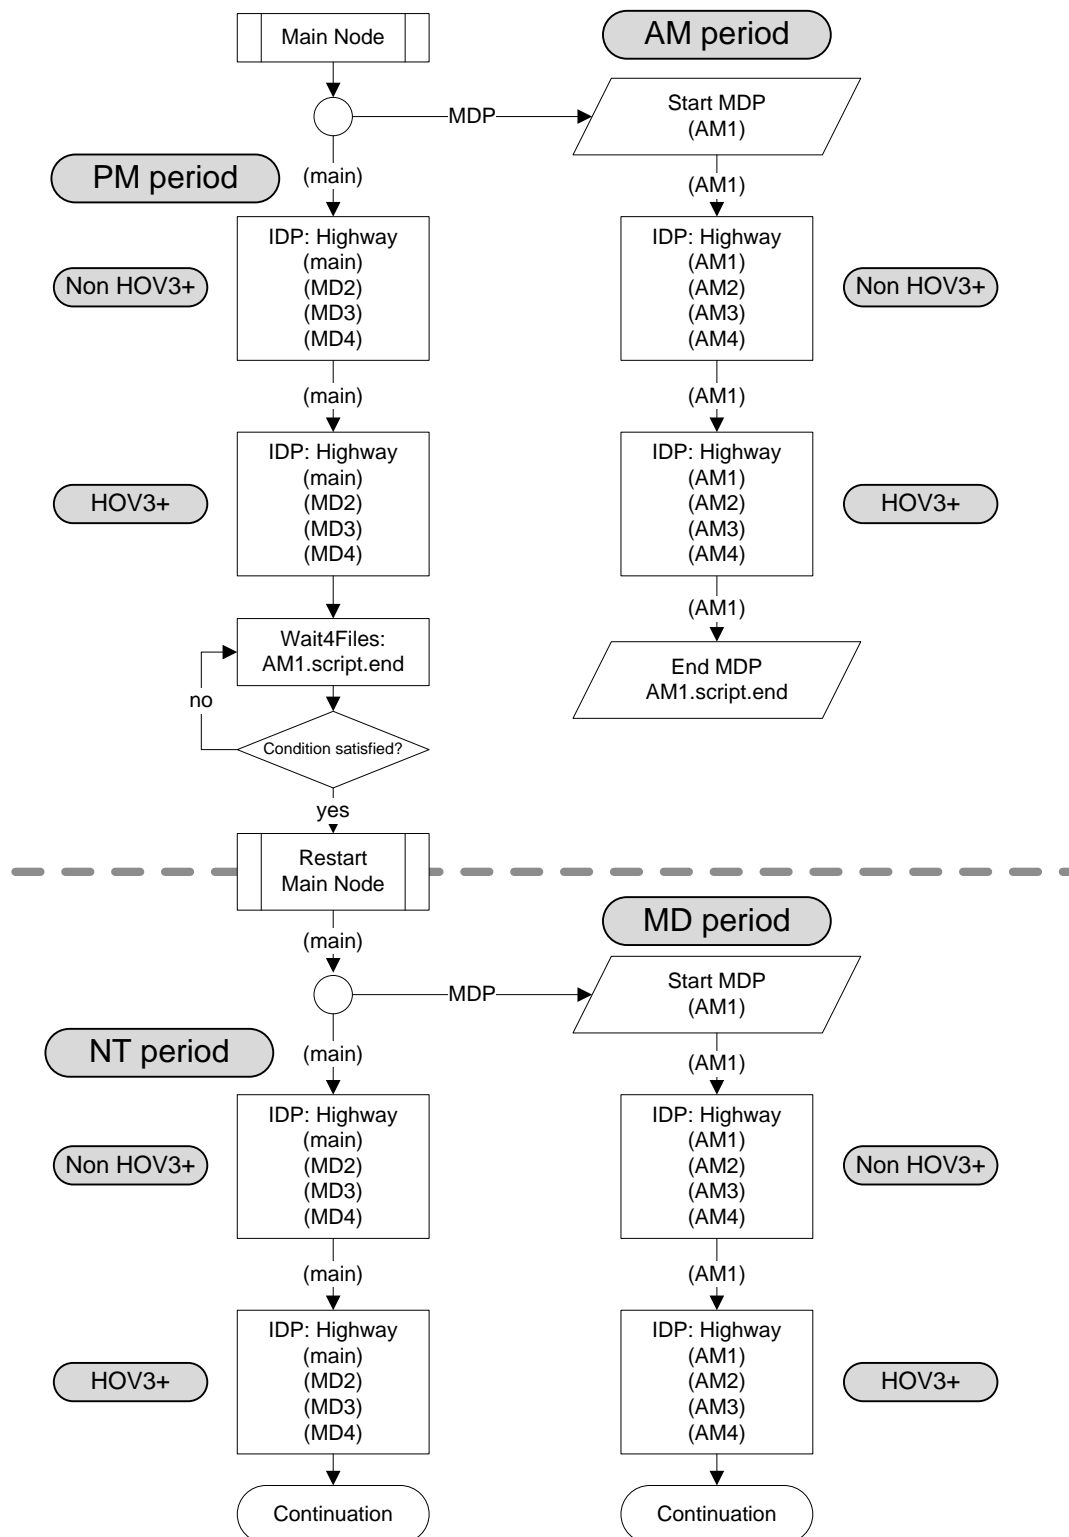 Main Node
AM period
MDP
Start MDP
(AM1)
PM period
(main)
(AM1)
IDP: Highway
(main)
(MD2)
(MD3)
(MD4)
Non HOV3+
IDP: Highway
(AM1)
(AM2)
(AM3)
(AM4)
Non HOV3+
(main)
(AM1)
IDP: Highway
(main)
(MD2)
(MD3)
(MD4)
HOV3+
IDP: Highway
(AM1)
(AM2)
(AM3)
(AM4)
HOV3+
(AM1)
Wait4Files:
AM1.script.end
End MDP
AM1.script.end
no
Condition satisfied?
yes
Restart
Main Node
MD period
(main)
MDP
Start MDP
(AM1)
NT period
(main)
(AM1)
IDP: Highway
(main)
(MD2)
(MD3)
(MD4)
Non HOV3+
IDP: Highway
(AM1)
(AM2)
(AM3)
(AM4)
Non HOV3+
(main)
(AM1)
IDP: Highway
(main)
(MD2)
(MD3)
(MD4)
HOV3+
IDP: Highway
(AM1)
(AM2)
(AM3)
(AM4)
HOV3+
Continuation
Continuation